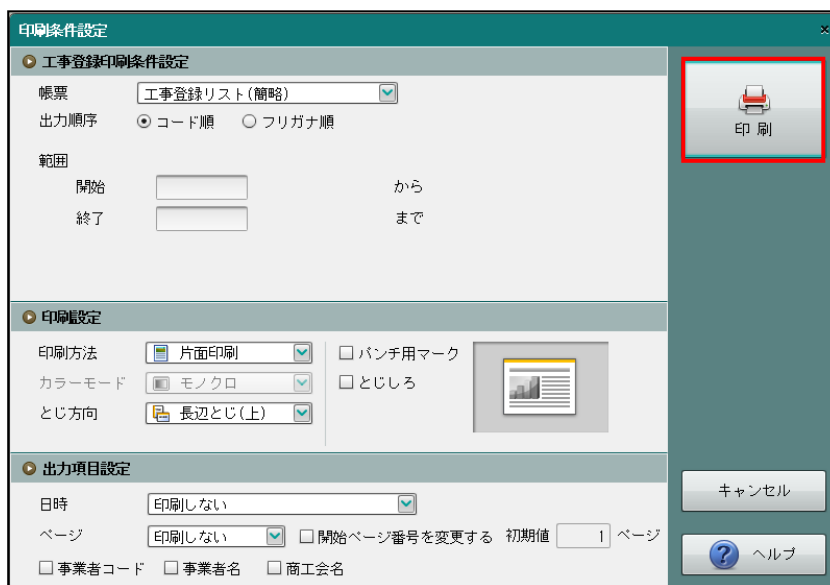 印刷条件設定
×
工事登録印刷条件設定
帳票 工事登録リスト(簡略)
印 刷
出力順序 コード順 フリガナ順
範囲
開始 から
終了 まで
印刷設定
印刷方法 片面印刷 パンチ用マーク
カラーモード モノクロ とじしろ
とじ方向 長辺とじ(上)
出力項目設定
キャンセル
日時 印刷しない
ページ 印刷しない 開始ページ番号を変更する 初期値 1 ページ
ヘルプ
事業者コード 事業者名 商工会名